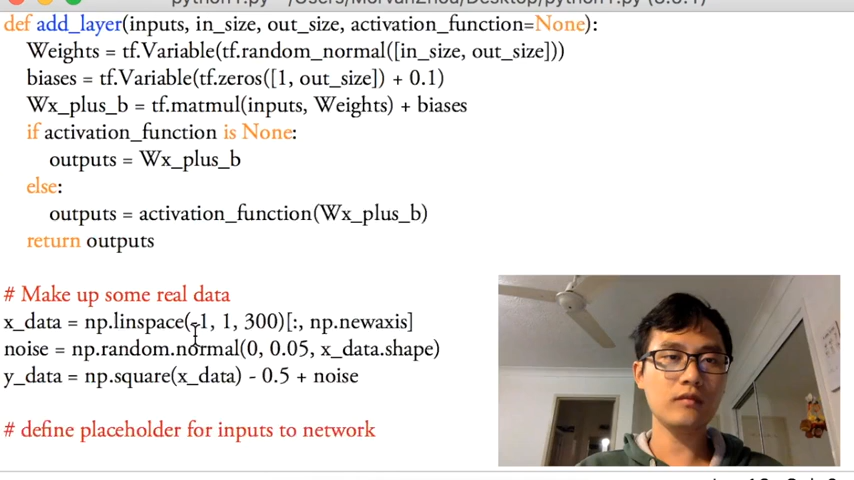 def add_layer(inputs, in_size, out_size, activation_function=None):
Weights = tf.Variable(tf.random_normal([in_size, out_size]))
biases = tf.Variable(tf.zeros([1, out_size]) + 0.1)
Wx_plus_b = tf.matmul(inputs, Weights) + biases
if activation_function is None:
outputs = Wx_plus_b
else:
outputs = activation_function(Wx_plus_b)
return outputs
# Make up some real data
x_data = np.linspace(-1, 1, 300)[:, np.newaxis]
noise = np.random.normal(0, 0.05, x_data.shape)
y_data = np.square(x_data) - 0.5 + noise
# define placeholder for inputs to network